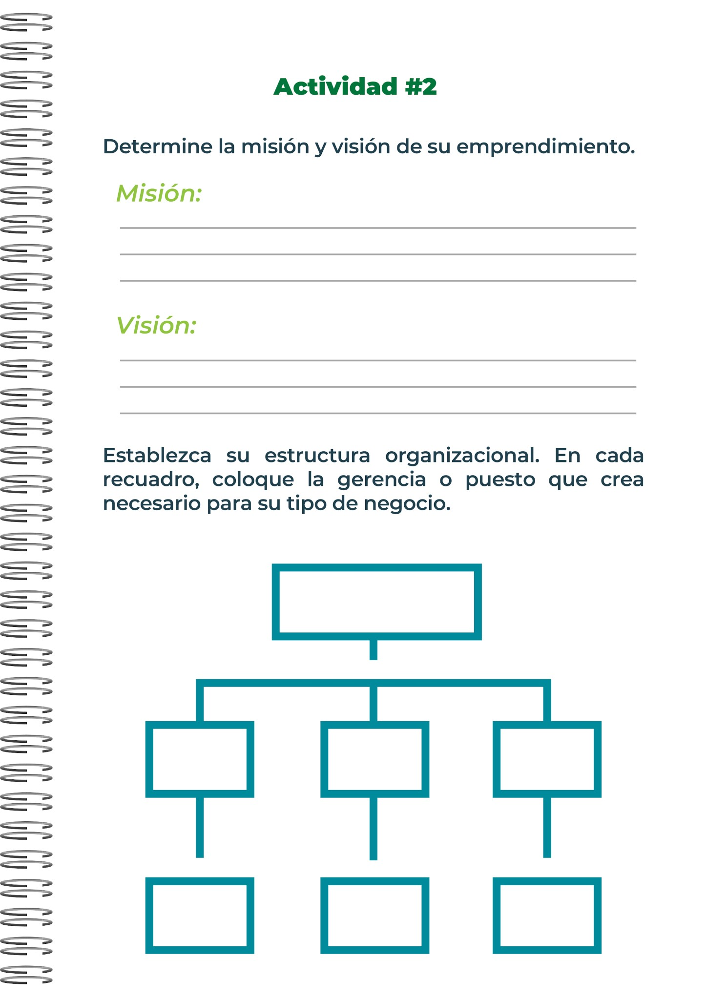 Actividad #2
Determine la misión y visión de su emprendimiento.
Misión:
Visión:
Establezca su estructura organizacional. En cada
recuadro, coloque la gerencia o puesto que crea
necesario para su tipo de negocio.